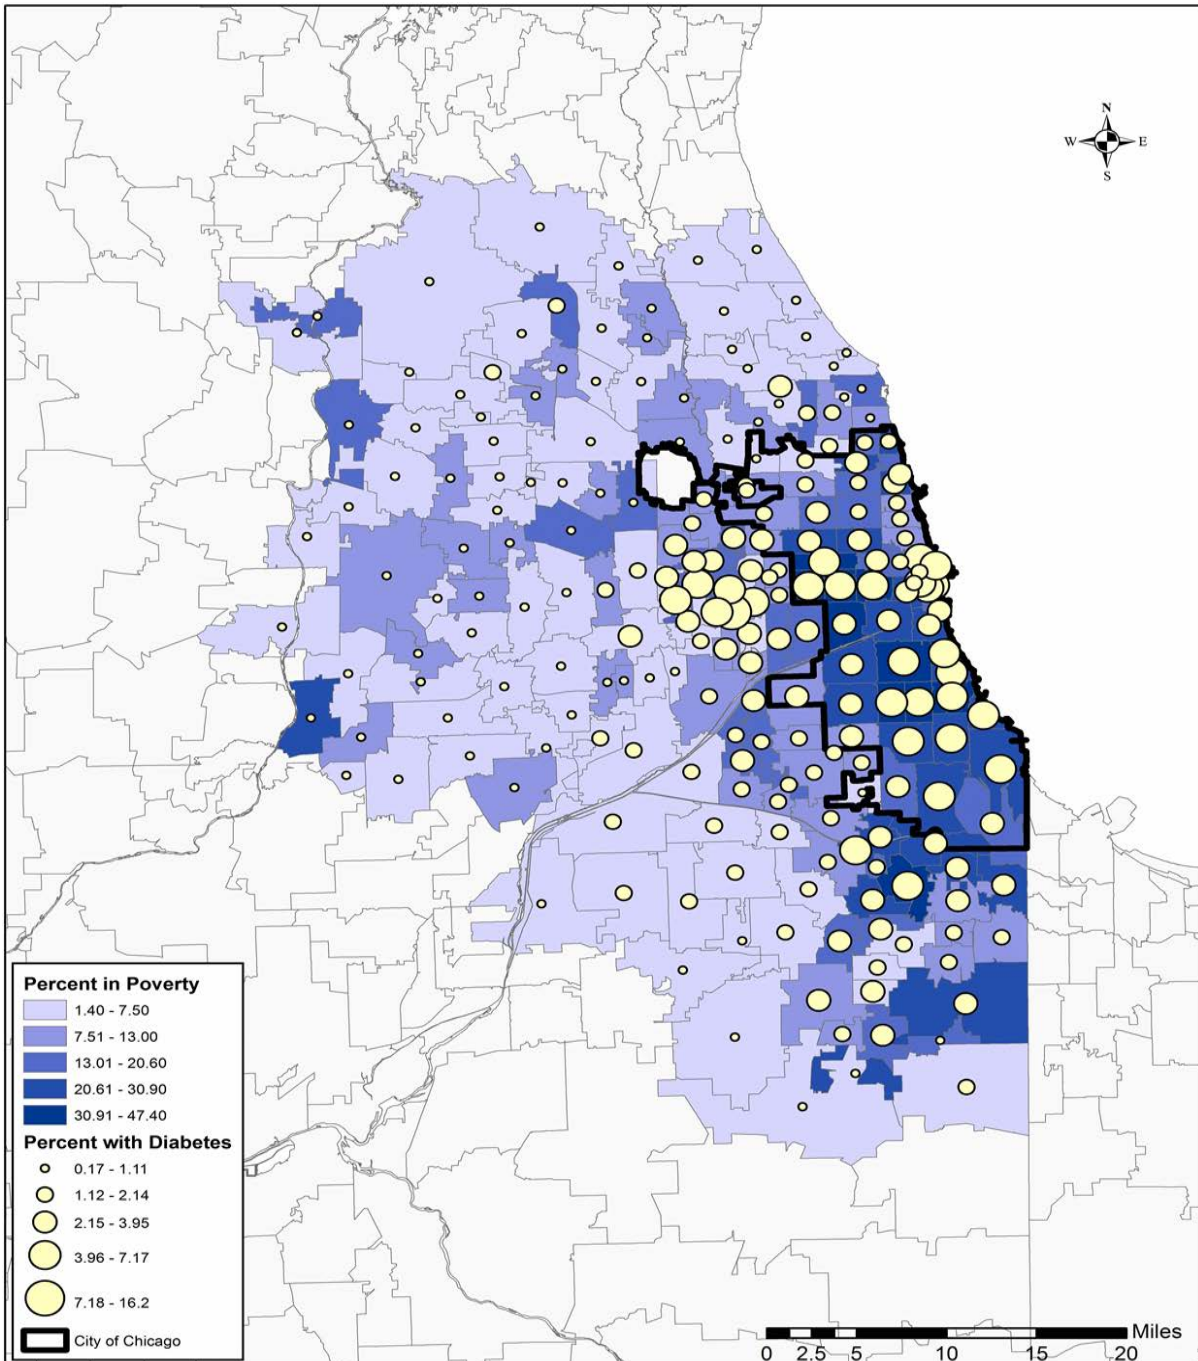 N
W E
S
Percent in Poverty
1.40 - 7.50
7.51 - 13.00
13.01 - 20.60
20.61 - 30.90
30.91 - 47.40
Percent with Diabetes
0.17 - 1.11
1.12 - 2.14
2.15 - 3.95
3.96 - 7.17
7.18 - 16.2
City of Chicago
Miles
0 2.5 5 10 15 20